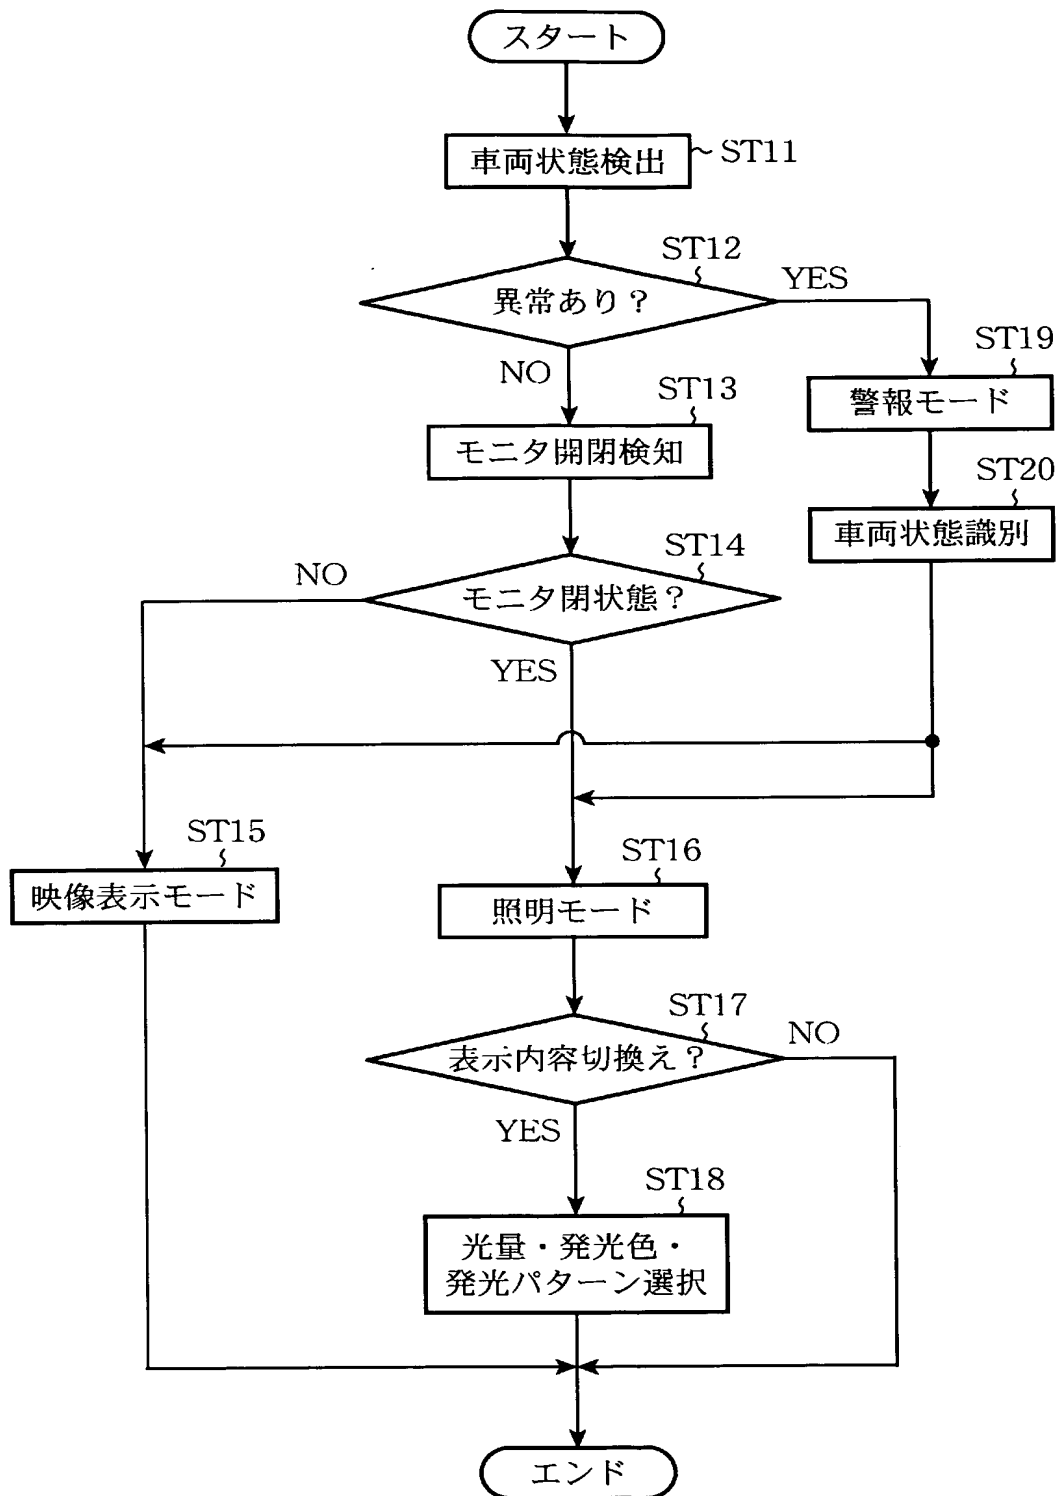 スタート
車両状態検出
ST11
ST12
異常あり？
YES
NO
ST19
警報モード
ST13
モニタ開閉検知
ST20
車両状態識別
ST14
モニタ閉状態？
NO
YES
ST15
映像表示モード
ST16
照明モード
ST17
表示内容切換え？
NO
YES
ST18
光量・発光色・
発光パターン選択
エンド